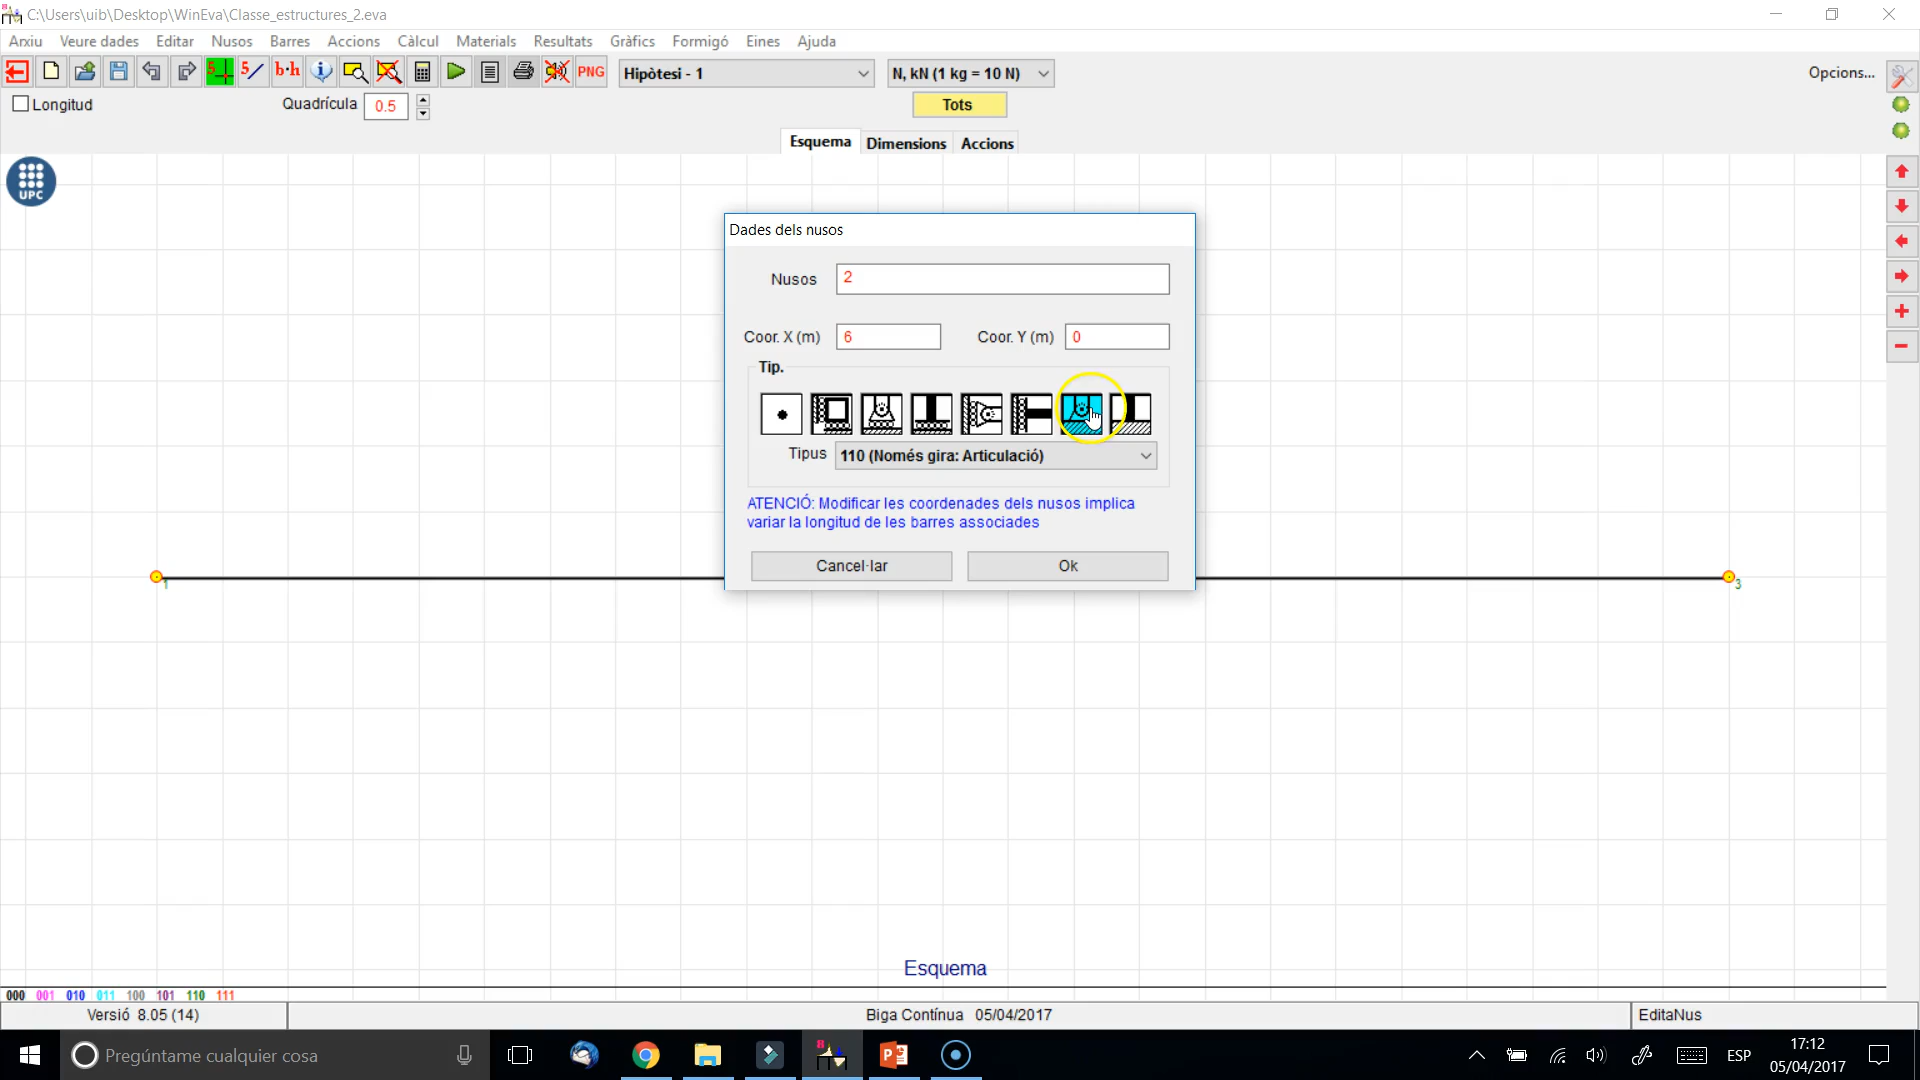 C:\Users\uib\Desktop\WinEva\Classe_estructures_2.eva
Arxiu Veure dades Editar Nusos Barres Accions Càlcul Materials Resultats Gràfics Formigó Eines Ajuda
5 5 b·h i PNG Hipòtesi - 1 N, kN (1 kg = 10 N) Opcions...
Longitud Quadrícula 0.5 Tots
Esquema Dimensions Accions
UPC
Dades dels nusos
Nusos 2
Coor. X (m) 6 Coor. Y (m) 0
Tip.
Tipus 110 (Només gira: Articulació)
ATENCIÓ: Modificar les coordenades dels nusos implica
variar la longitud de les barres associades
Cancel·lar Ok
1 3
Esquema
000 001 010 011 100 101 110 111
Versió 8.05 (14) Biga Contínua 05/04/2017 EditaNus
Pregúntame cualquier cosa ESP 17:12
05/04/2017